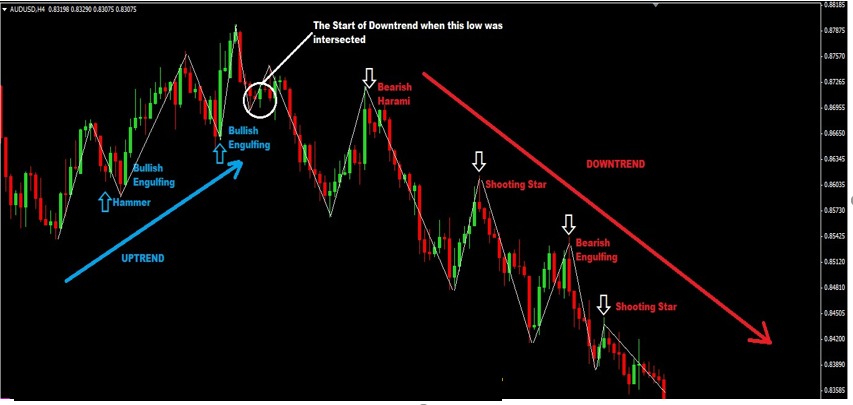 AUDUSD,H4 0.83198 0.83290 0.83075 0.83075
The Start of Downtrend when this low was
intersected
Bearish
Harami
Bullish
Engulfing
Bullish
Engulfing
Hammer
UPTREND
DOWNTREND
Shooting Star
Bearish
Engulfing
Shooting Star
0.88185
0.87875
0.87570
0.87265
0.86955
0.86650
0.86345
0.86035
0.85730
0.85425
0.85120
0.84810
0.84505
0.84200
0.83890
0.83585